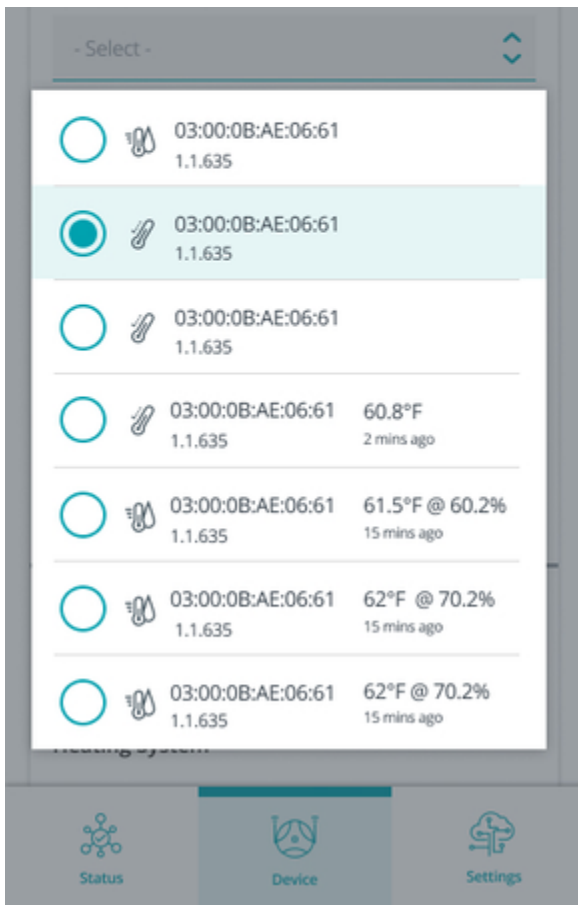 - Select -
03:00:0B:AE:06:61
1.1.635
03:00:0B:AE:06:61
1.1.635
03:00:0B:AE:06:61
1.1.635
03:00:0B:AE:06:61 60.8°F
1.1.635 2 mins ago
03:00:0B:AE:06:61 61.5°F @ 60.2%
1.1.635 15 mins ago
03:00:0B:AE:06:61 62°F @ 70.2%
1.1.635 15 mins ago
03:00:0B:AE:06:61 62°F @ 70.2%
1.1.635 15 mins ago
Heating System
Status Device Settings